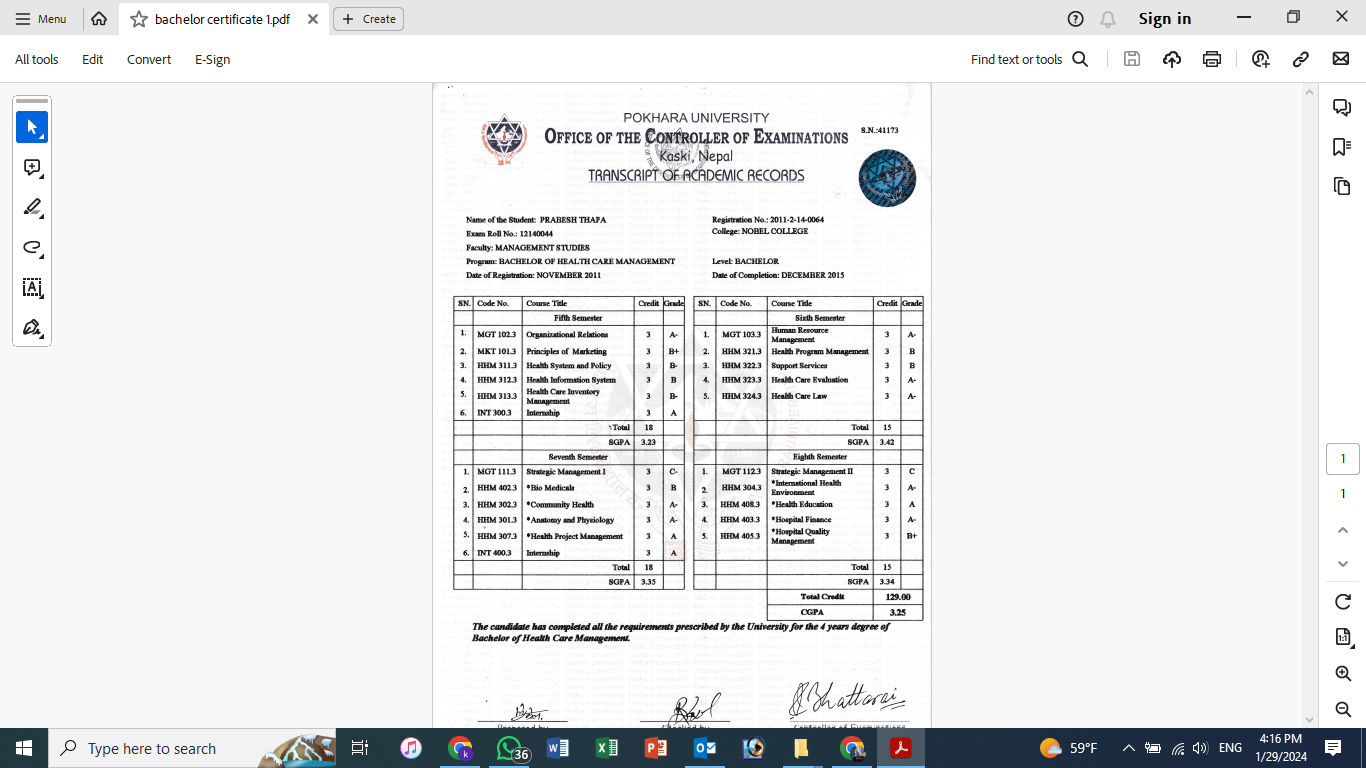 Menu
bachelor certificate 1.pdf
Create
Sign in
All tools Edit Convert E-Sign
Find text or tools
POKHARA UNIVERSITY
OFFICE OF THE CONTROLLER OF EXAMINATIONS
S.N.:41173
Kaski, Nepal
TRANSCRIPT OF ACADEMIC RECORDS
Name of the Student: PRABESH THAPA
Registration No.: 2011-2-14-0064
Exam Roll No.: 12140044
College: NOBEL COLLEGE
Faculty: MANAGEMENT STUDIES
Program: BACHELOR OF HEALTH CARE MANAGEMENT
Level: BACHELOR
Date of Registration: NOVEMBER 2011
Date of Completion: DECEMBER 2015
SN. Code No. Course Title Credit Grade
Fifth Semester
1. MGT 102.3 Organizational Relations 3 A-
2. MKT 101.3 Principles of Marketing 3 B+
3. HHM 311.3 Health System and Policy 3 B-
4. HHM 312.3 Health Information System 3 B
5. HHM 313.3 Health Care Inventory
Management 3 B-
6. INT 300.3 Internship 3 A
Total 18
SGPA 3.23
SN. Code No. Course Title Credit Grade
Sixth Semester
1. MGT 103.3 Human Resource
Management 3 A-
2. HHM 321.3 Health Program Management 3 B
3. HHM 322.3 Support Services 3 B
4. HHM 323.3 Health Care Evaluation 3 A-
5. HHM 324.3 Health Care Law 3 A-
Total 15
SGPA 3.42
Seventh Semester
1. MGT 111.3 Strategic Management I 3 C-
2. HHM 402.3 *Bio Medicals 3 B
3. HHM 302.3 *Community Health 3 A-
4. HHM 301.3 *Anatomy and Physiology 3 A-
5. HHM 307.3 *Health Project Management 3 A
6. INT 400.3 Internship 3 A
Total 18
SGPA 3.35
Eighth Semester
1. MGT 112.3 Strategic Management II 3 C
2. HHM 304.3 *International Health
Environment 3 A-
3. HHM 408.3 *Health Education 3 A
4. HHM 403.3 *Hospital Finance 3 A-
5. HHM 405.3 *Hospital Quality
Management 3 B+
Total 15
SGPA 3.34
Total Credit 129.00
CGPA 3.25
The candidate has completed all the requirements prescribed by the University for the 4 years degree of
Bachelor of Health Care Management.
Bhattarai
1
1
1:1
Type here to search
36
59°F
ENG
4:16 PM
1/29/2024